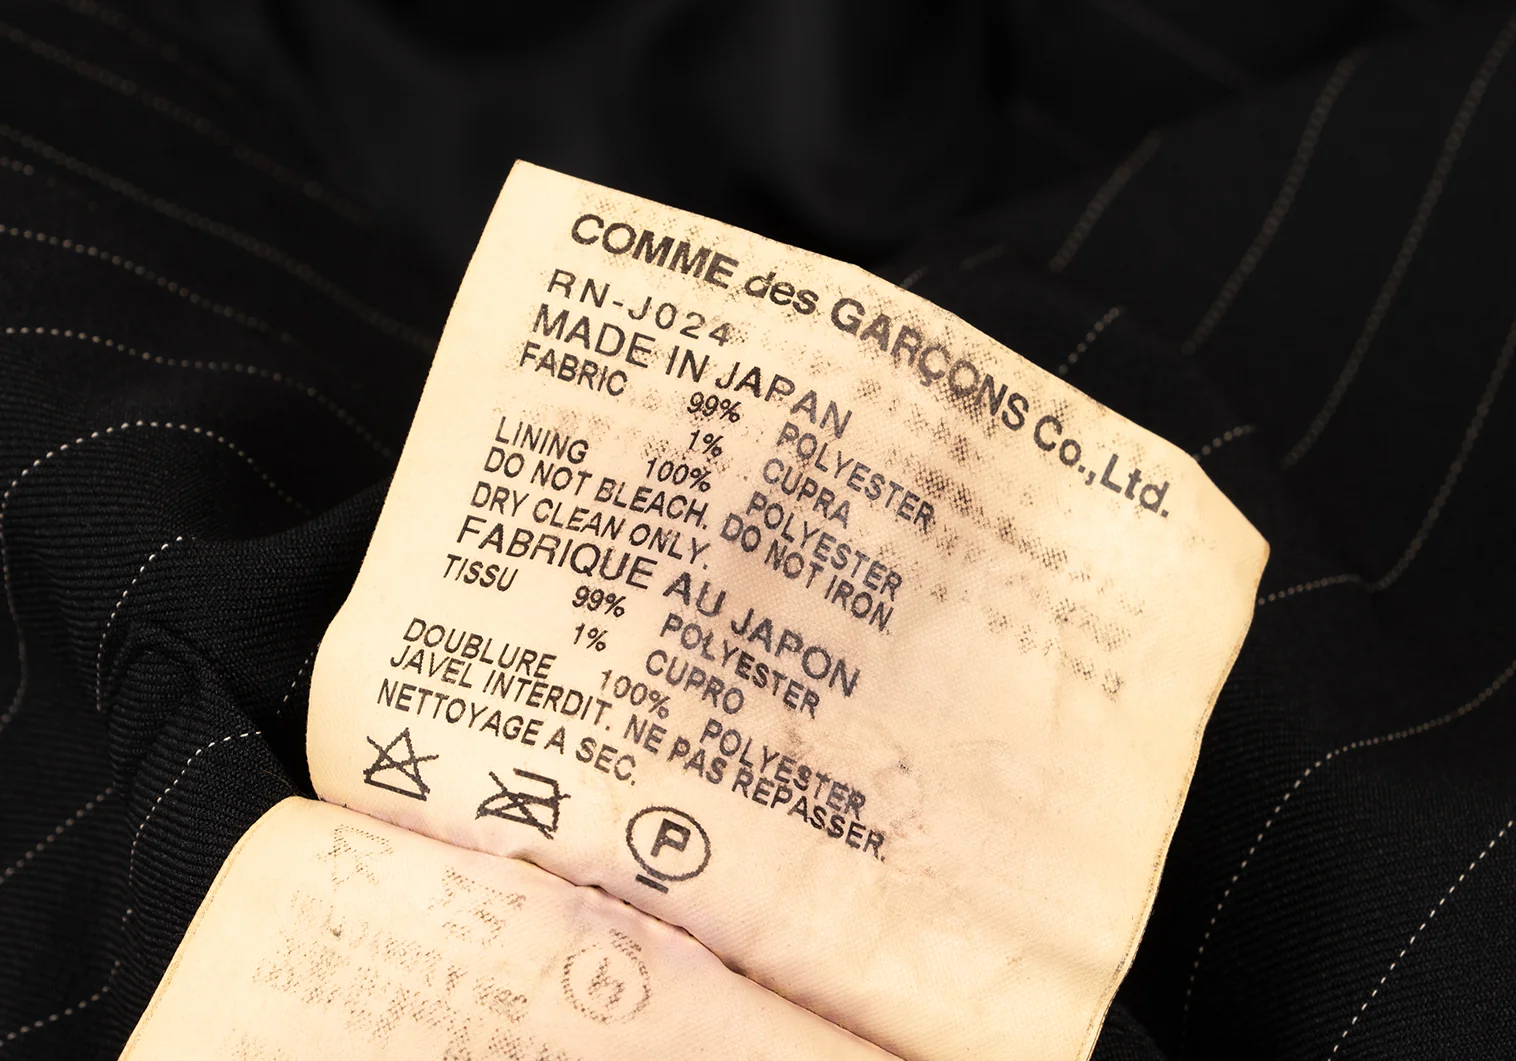 COMME des GARÇONS Co.,Ltd.
RN-J024
MADE IN JAPAN
FABRIC 99% POLYESTER
1% CUPRA
LINING 100% POLYESTER
DO NOT BLEACH. DO NOT IRON.
DRY CLEAN ONLY.
FABRIQUE AU JAPON
TISSU 99% POLYESTER
1% CUPRO
DOUBLURE 100% POLYESTER
JAVEL INTERDIT. NE PAS REPASSER.
NETTOYAGE A SEC.
P